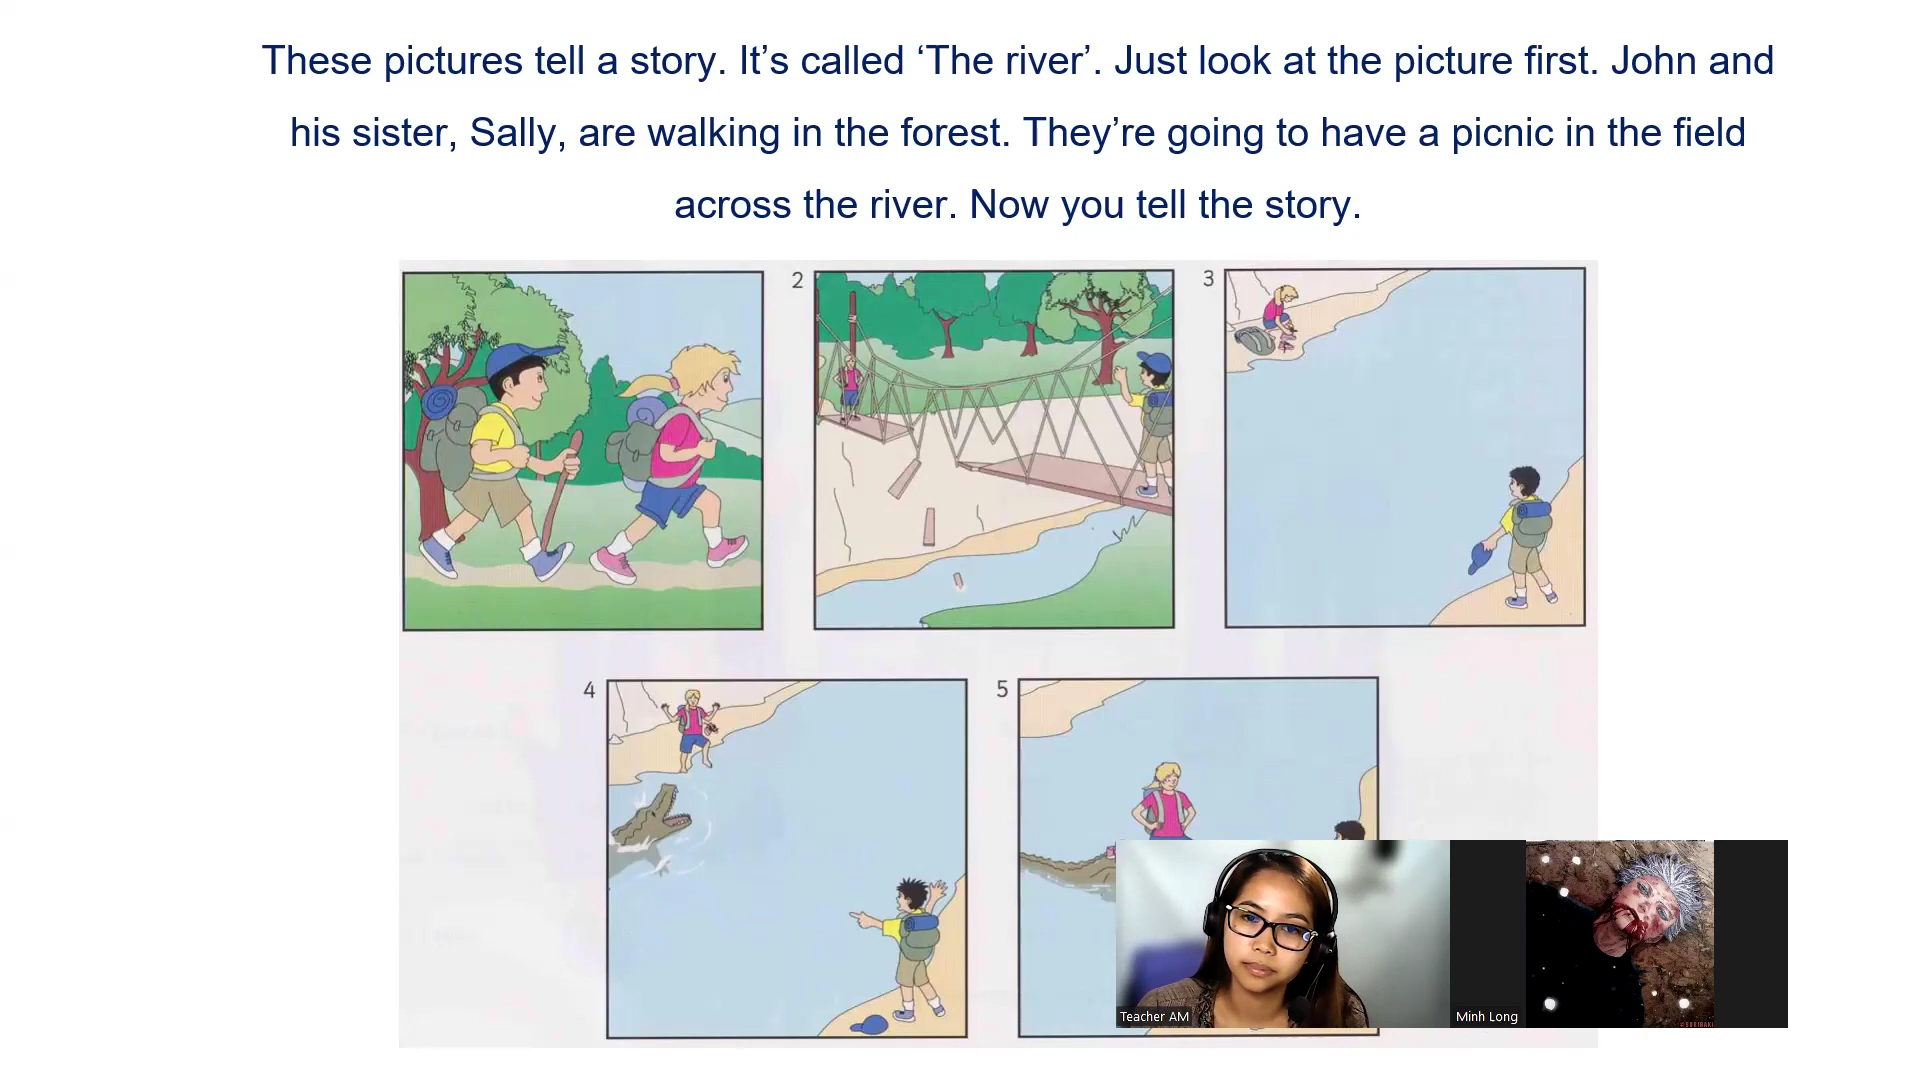 These pictures tell a story. It’s called ‘The river’. Just look at the picture first. John and
his sister, Sally, are walking in the forest. They’re going to have a picnic in the field
across the river. Now you tell the story.
2
3
4
5
Teacher AM
Minh Long